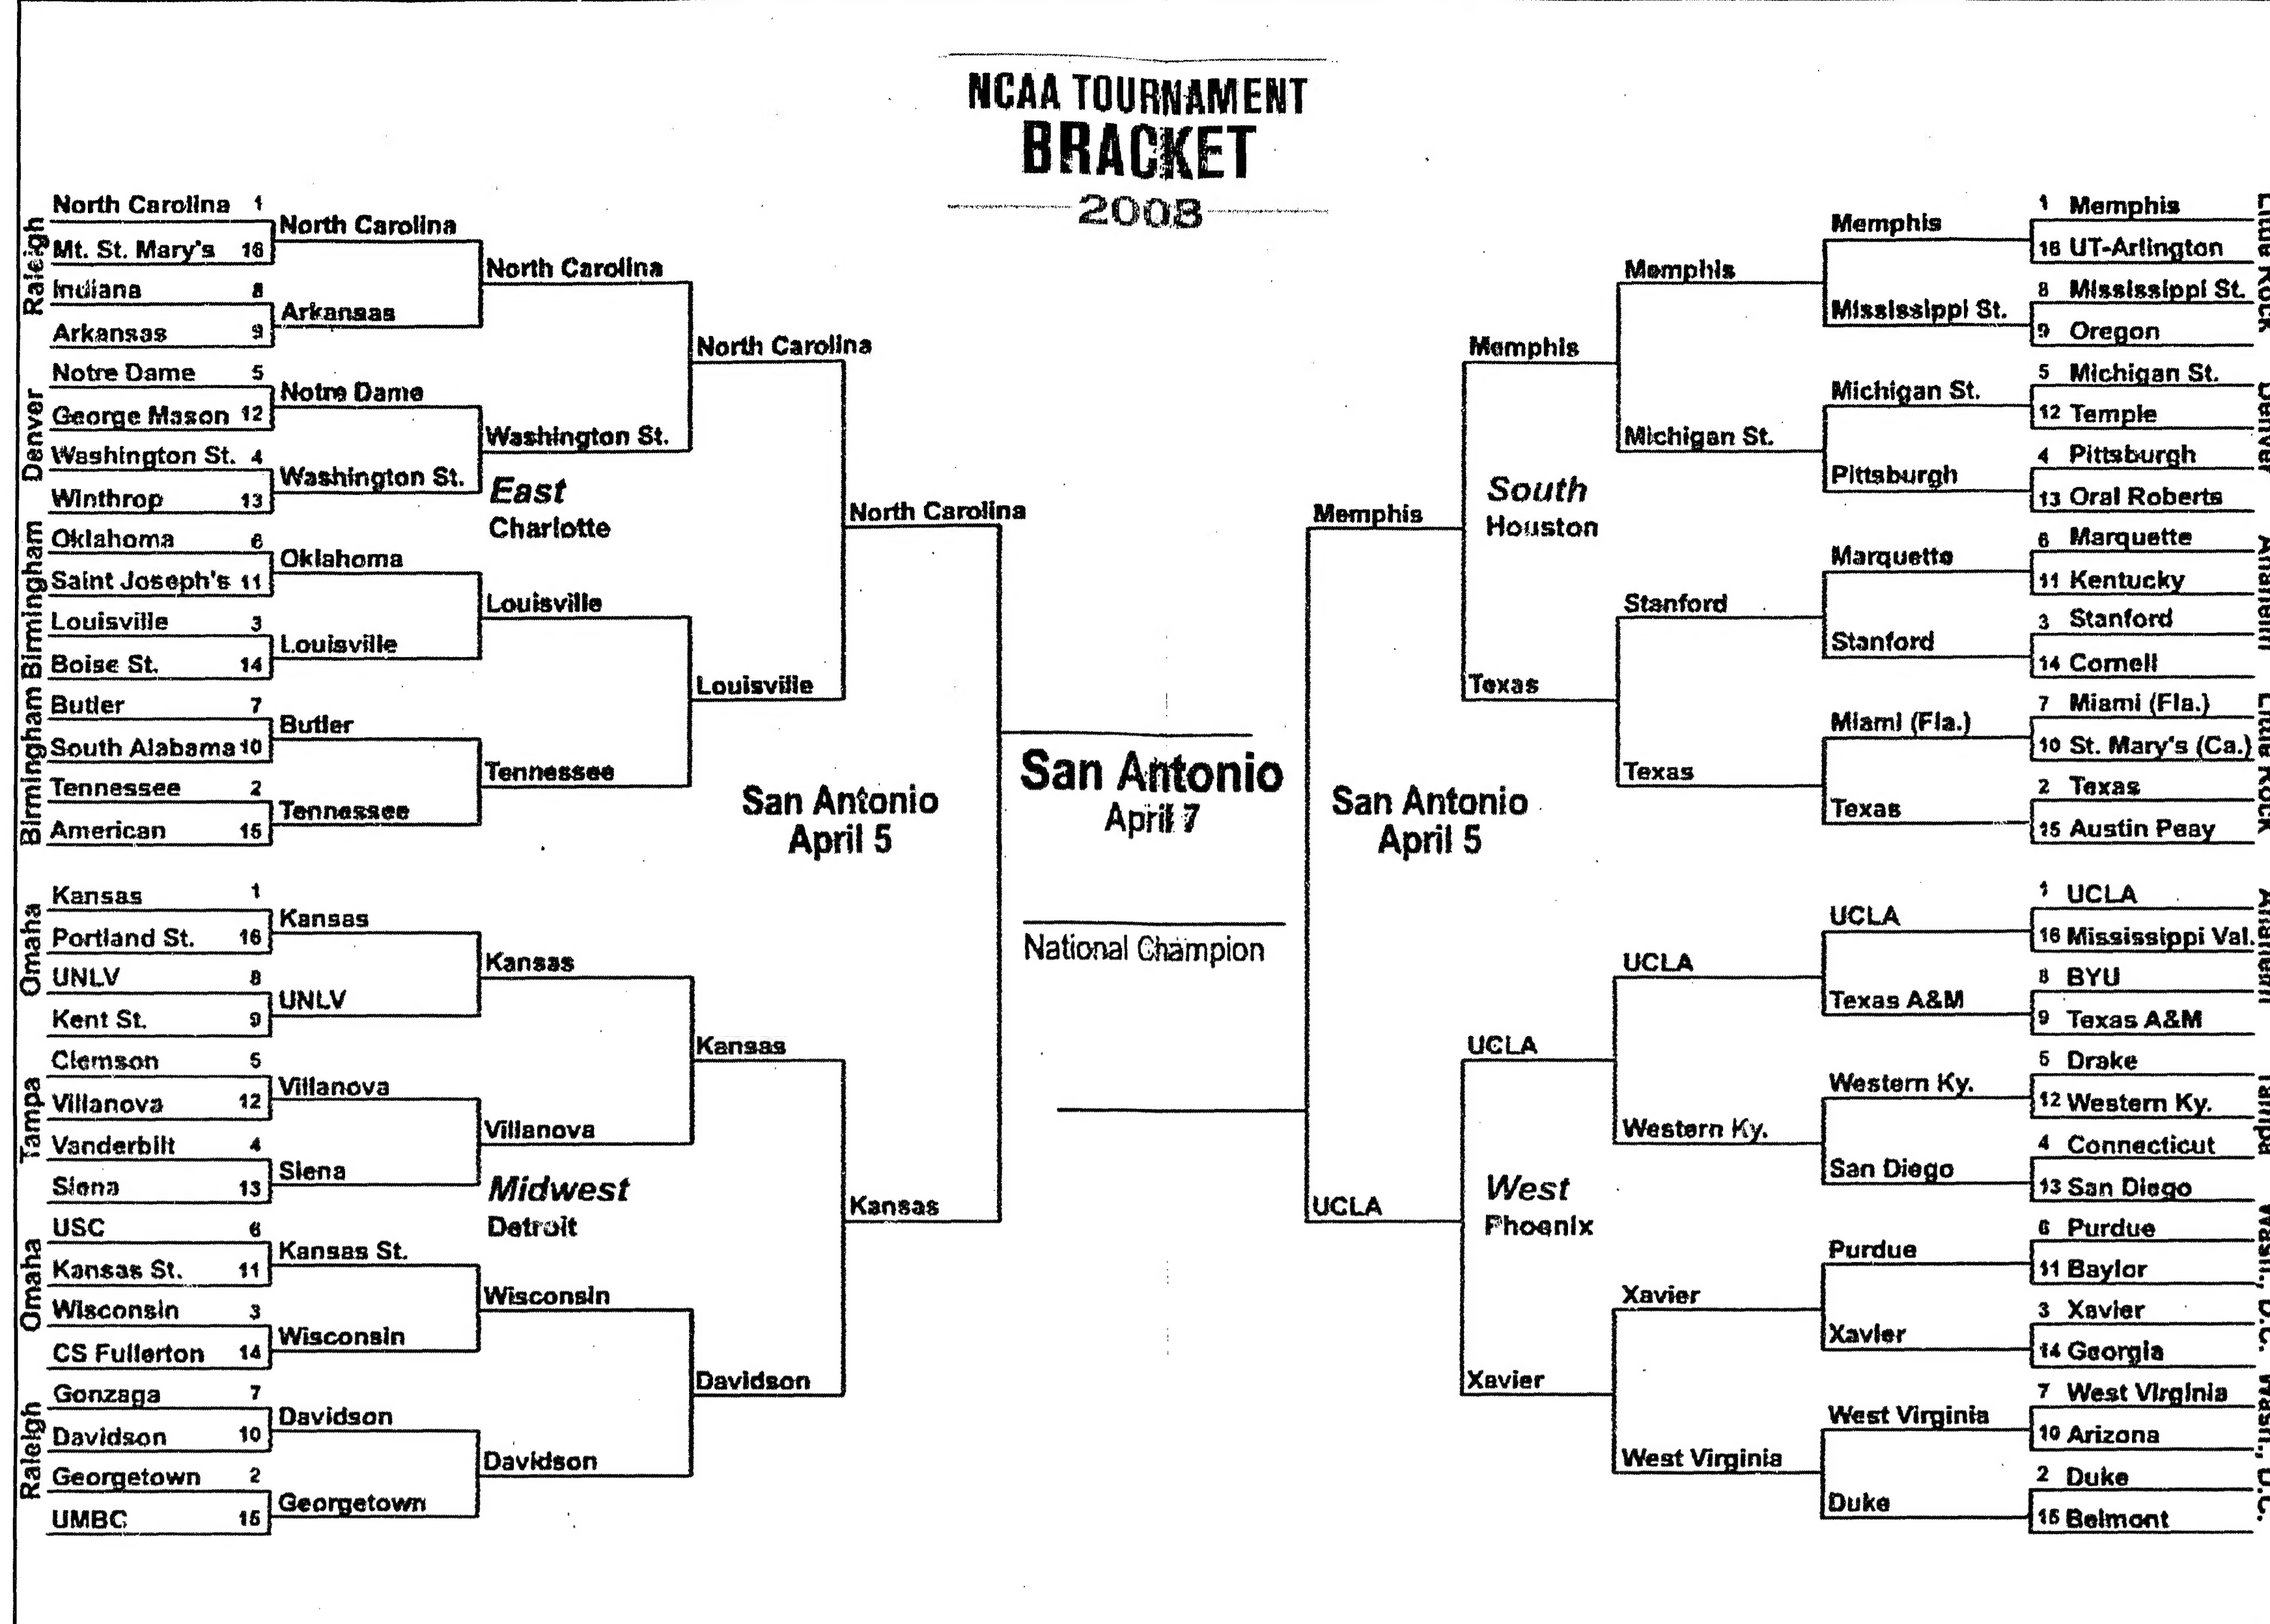 NCAA TOURNAMENT
BRACKET
2008
Raleigh
North Carolina 1
Mt. St. Mary's 16
Indiana 8
Arkansas 9
Denver
Notre Dame 5
George Mason 12
Washington St. 4
Winthrop 13
Birmingham
Oklahoma 6
Saint Joseph's 11
Louisville 3
Boise St. 14
Birmingham
Butler 7
South Alabama 10
Tennessee 2
American 15
Omaha
Kansas 1
Portland St. 16
UNLV 8
Kent St. 9
Tampa
Clemson 5
Villanova 12
Vanderbilt 4
Siena 13
Omaha
USC 6
Kansas St. 11
Wisconsin 3
CS Fullerton 14
Raleigh
Gonzaga 7
Davidson 10
Georgetown 2
UMBC 15
North Carolina
Arkansas
Notre Dame
Washington St.
Oklahoma
Louisville
Butler
Tennessee
Kansas
UNLV
Villanova
Siena
Kansas St.
Wisconsin
Davidson
Georgetown
North Carolina
Washington St.
East
Charlotte
Louisville
Tennessee
Kansas
Villanova
Midwest
Detroit
Wisconsin
Davidson
North Carolina
Louisville
Kansas
Davidson
San Antonio
April 5
North Carolina
Kansas
San Antonio
April 7
National Champion
Memphis
San Antonio
April 5
UCLA
Memphis
Texas
UCLA
Xavier
South
Houston
West
Phoenix
Memphis
Michigan St.
Stanford
Texas
UCLA
Western Ky.
Xavier
West Virginia
Memphis
Mississippi St.
Michigan St.
Pittsburgh
Marquette
Stanford
Miami (Fla.)
Texas
UCLA
Texas A&M
Western Ky.
San Diego
Purdue
Xavier
West Virginia
Duke
1 Memphis
16 UT-Arlington
8 Mississippi St.
9 Oregon
Little Rock
5 Michigan St.
12 Temple
4 Pittsburgh
13 Oral Roberts
Denver
6 Marquette
11 Kentucky
3 Stanford
14 Cornell
Anaheim
7 Miami (Fla.)
10 St. Mary's (Ca.)
2 Texas
15 Austin Peay
Little Rock
1 UCLA
16 Mississippi Val.
8 BYU
9 Texas A&M
Anaheim
5 Drake
12 Western Ky.
4 Connecticut
13 San Diego
Tampa
6 Purdue
11 Baylor
3 Xavier
14 Georgia
Wash., D.C.
7 West Virginia
10 Arizona
2 Duke
15 Belmont
Wash., D.C.